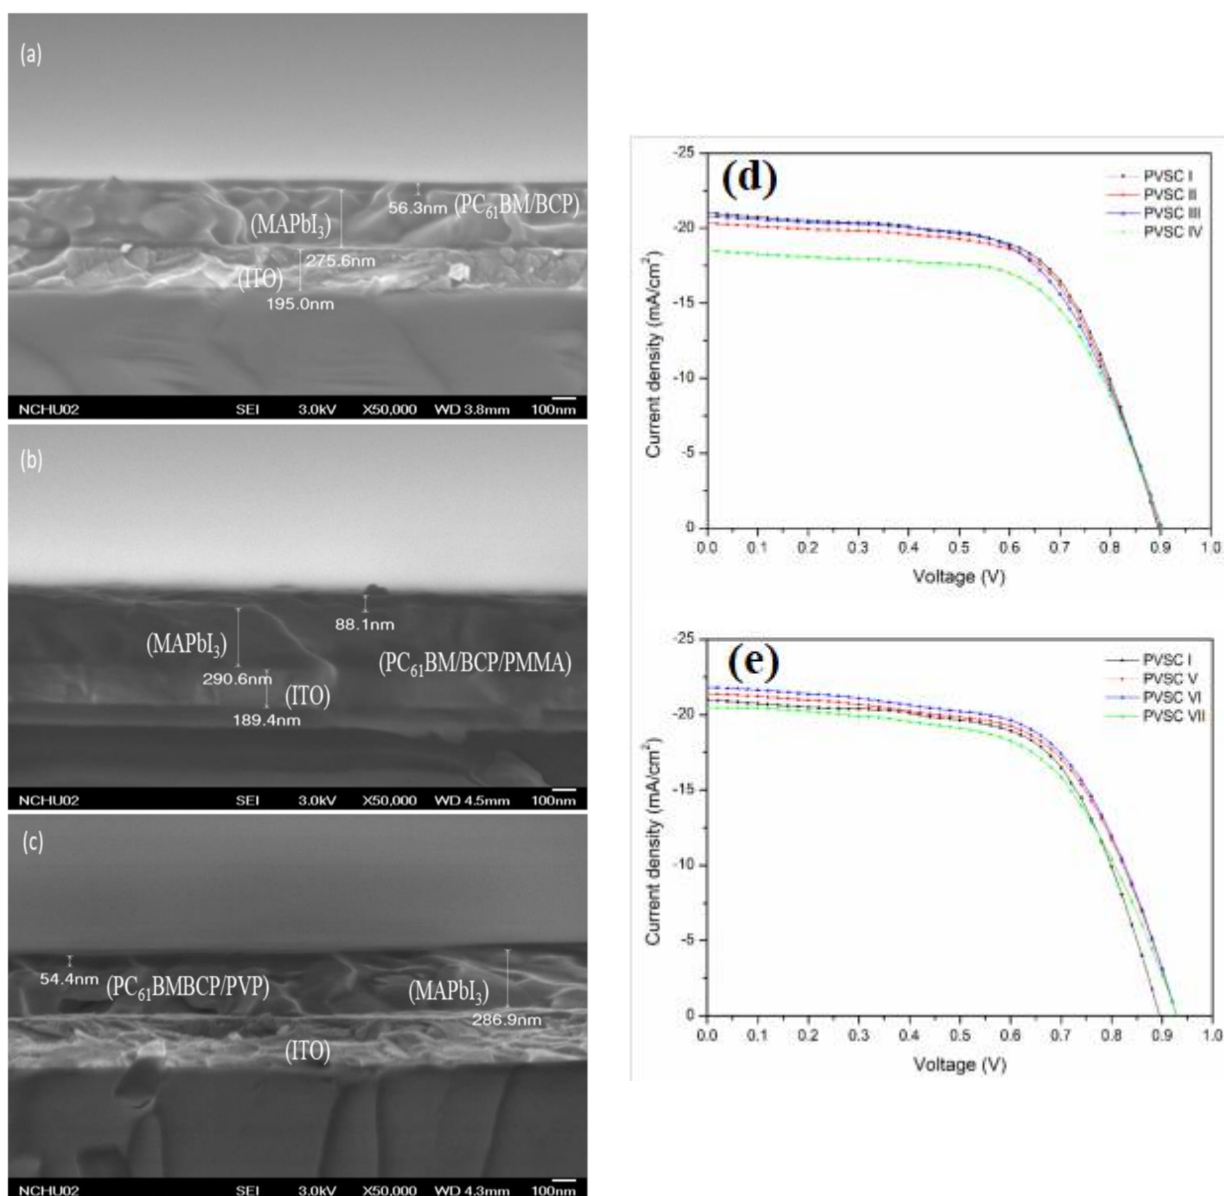 (a)
56.3nm (PC61BM/BCP)
(MAPbI3)
275.6nm
(ITO)
195.0nm
NCHU02 SEI 3.0kV X50,000 WD 3.8mm 100nm
(b)
88.1nm
(MAPbI3)
(PC61BM/BCP/PMMA)
290.6nm
(ITO)
189.4nm
NCHU02 SEI 3.0kV X50,000 WD 4.5mm 100nm
(c)
54.4nm
(PC61BMBCP/PVP)
(MAPbI3)
286.9nm
(ITO)
NCHU02 SEI 3.0kV X50,000 WD 4.3mm 100nm
(d)
PVSC I
PVSC II
PVSC III
PVSC IV
-25
-20
-15
-10
-5
0
Current density (mA/cm2)
0.0 0.1 0.2 0.3 0.4 0.5 0.6 0.7 0.8 0.9 1.0
Voltage (V)
(e)
PVSC I
PVSC V
PVSC VI
PVSC VII
-25
-20
-15
-10
-5
0
Current density (mA/cm2)
0.0 0.1 0.2 0.3 0.4 0.5 0.6 0.7 0.8 0.9 1.0
Voltage (V)